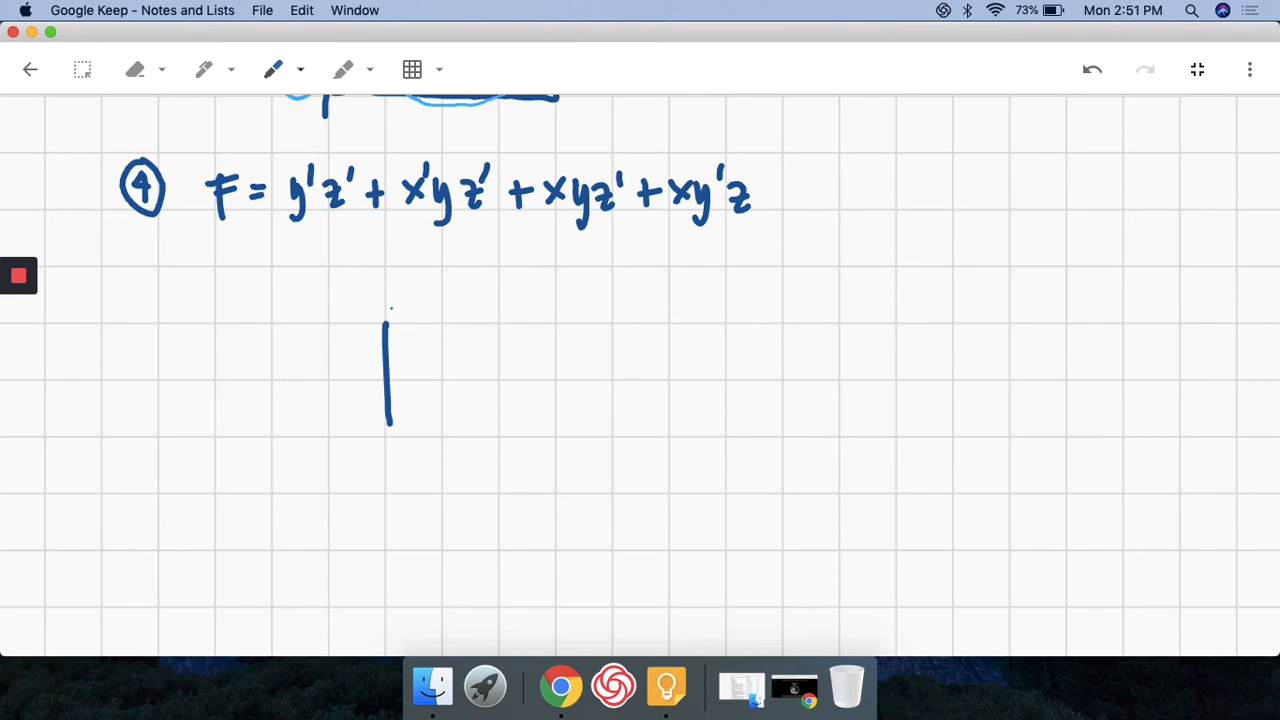 Google Keep - Notes and Lists File Edit Window 73% Mon 2:51 PM
④ F = y'z' + x'yz' + xyz' + xy'z